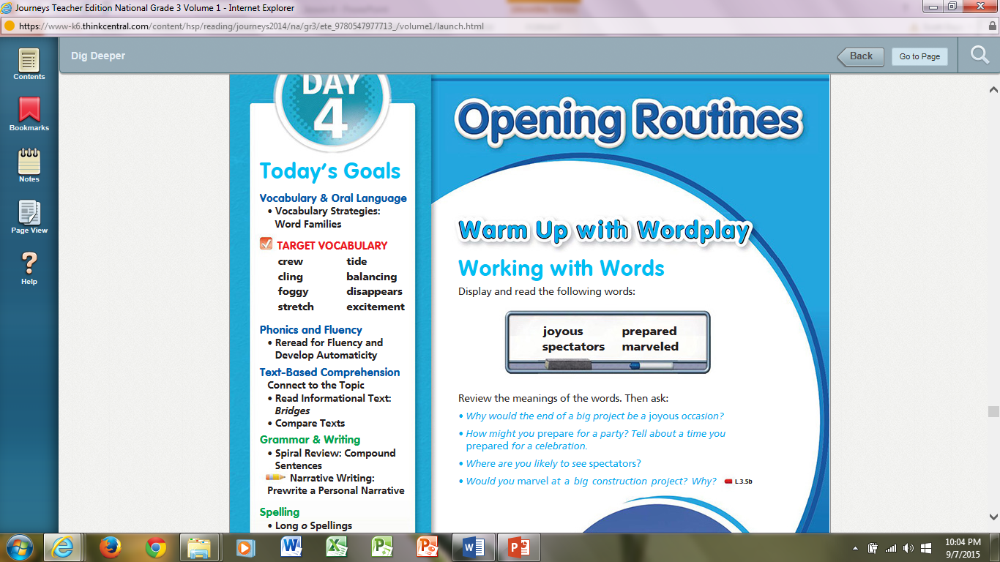 Journeys Teacher Edition National Grade 3 Volume 1 - Internet Explorer
https://www-k6.thinkcentral.com/content/hsp/reading/journeys2014/na/gr3/ete_9780547977713_/volume1/launch.html
Dig Deeper
Back
Go to Page
Contents
Bookmarks
Notes
Page View
Help
DAY
4
Today's Goals
Vocabulary & Oral Language
• Vocabulary Strategies:
Word Families
TARGET VOCABULARY
crew tide
cling balancing
foggy disappears
stretch excitement
Phonics and Fluency
• Reread for Fluency and
Develop Automaticity
Text-Based Comprehension
Connect to the Topic
• Read Informational Text:
Bridges
• Compare Texts
Grammar & Writing
• Spiral Review: Compound
Sentences
Narrative Writing:
Prewrite a Personal Narrative
Spelling
• Long o Spellings
Opening Routines
Warm Up with Wordplay
Working with Words
Display and read the following words:
joyous prepared
spectators marveled
Review the meanings of the words. Then ask:
• Why would the end of a big project be a joyous occasion?
• How might you prepare for a party? Tell about a time you
prepared for a celebration.
• Where are you likely to see spectators?
• Would you marvel at a big construction project? Why? L.3.5b
10:04 PM
9/7/2015